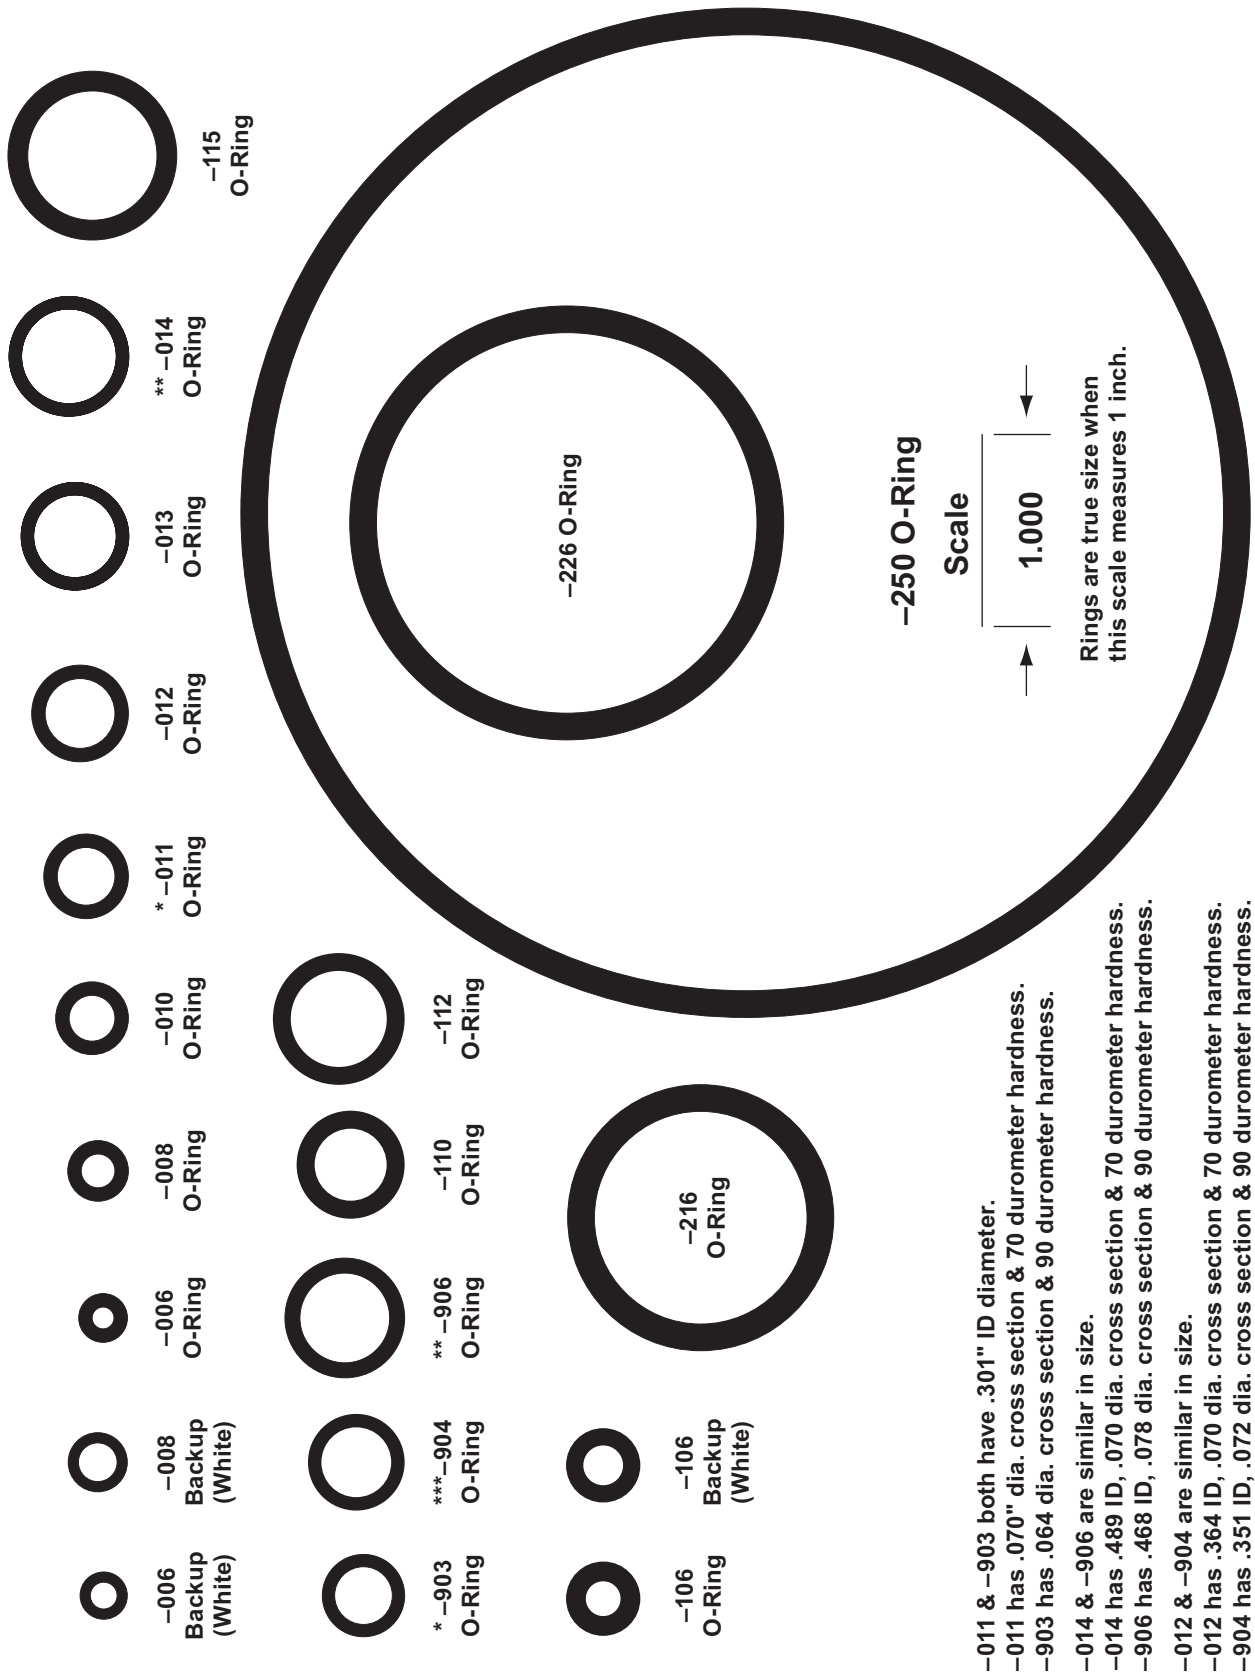 –006
Backup
(White)
–008
Backup
(White)
–006
O-Ring
–008
O-Ring
–010
O-Ring
* –011
O-Ring
–012
O-Ring
–013
O-Ring
** –014
O-Ring
–115
O-Ring
* –903
O-Ring
***–904
O-Ring
** –906
O-Ring
–110
O-Ring
–112
O-Ring
–106
O-Ring
–106
Backup
(White)
–216
O-Ring
–226 O-Ring
–250 O-Ring
Scale
1.000
Rings are true size when
this scale measures 1 inch.
–011 & –903 both have .301" ID diameter.
–011 has .070" dia. cross section & 70 durometer hardness.
–903 has .064 dia. cross section & 90 durometer hardness.
–014 & –906 are similar in size.
–014 has .489 ID, .070 dia. cross section & 70 durometer hardness.
–906 has .468 ID, .078 dia. cross section & 90 durometer hardness.
–012 & –904 are similar in size.
–012 has .364 ID, .070 dia. cross section & 70 durometer hardness.
–904 has .351 ID, .072 dia. cross section & 90 durometer hardness.